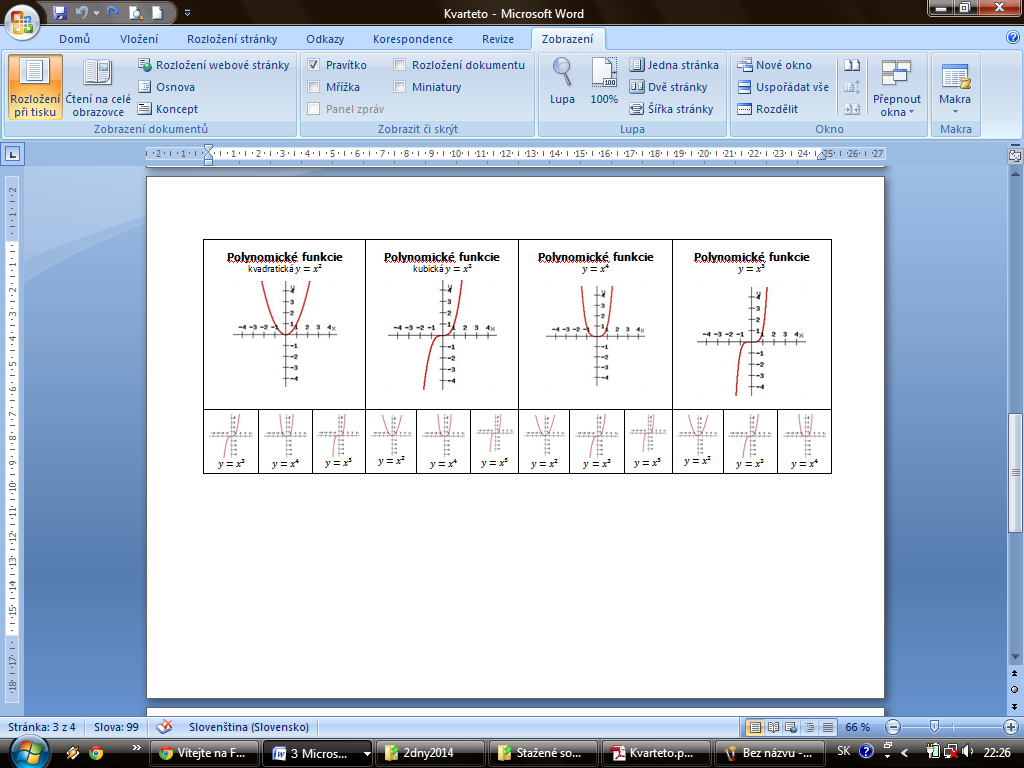 Kvarteto - Microsoft Word
Domů Vložení Rozložení stránky Odkazy Korespondence Revize Zobrazení
Rozložení při tisku
Čtení na celé obrazovce
Rozložení webové stránky
Osnova
Koncept
Zobrazení dokumentů
Pravítko
Mřížka
Panel zpráv
Rozložení dokumentu
Miniatury
Zobrazit či skrýt
Lupa
100%
Jedna stránka
Dvě stránky
Šířka stránky
Lupa
Nové okno
Uspořádat vše
Rozdělit
Přepnout okna
Okno
Makra
Makra
Polynomické funkcie
kvadratická y = x²
Polynomické funkcie
kubická y = x³
Polynomické funkcie
y = x⁴
Polynomické funkcie
y = x⁵
y = x³ y = x⁴ y = x⁵ y = x² y = x⁴ y = x⁵ y = x² y = x³ y = x⁵ y = x² y = x³ y = x⁴
Stránka: 3 z 4 Slova: 99 Slovenština (Slovensko) 66 %
Vítejte na F... 3 Micros... 2dny2014 Stažené so... Kvarteto.p... Bez názvu -... SK 22:26